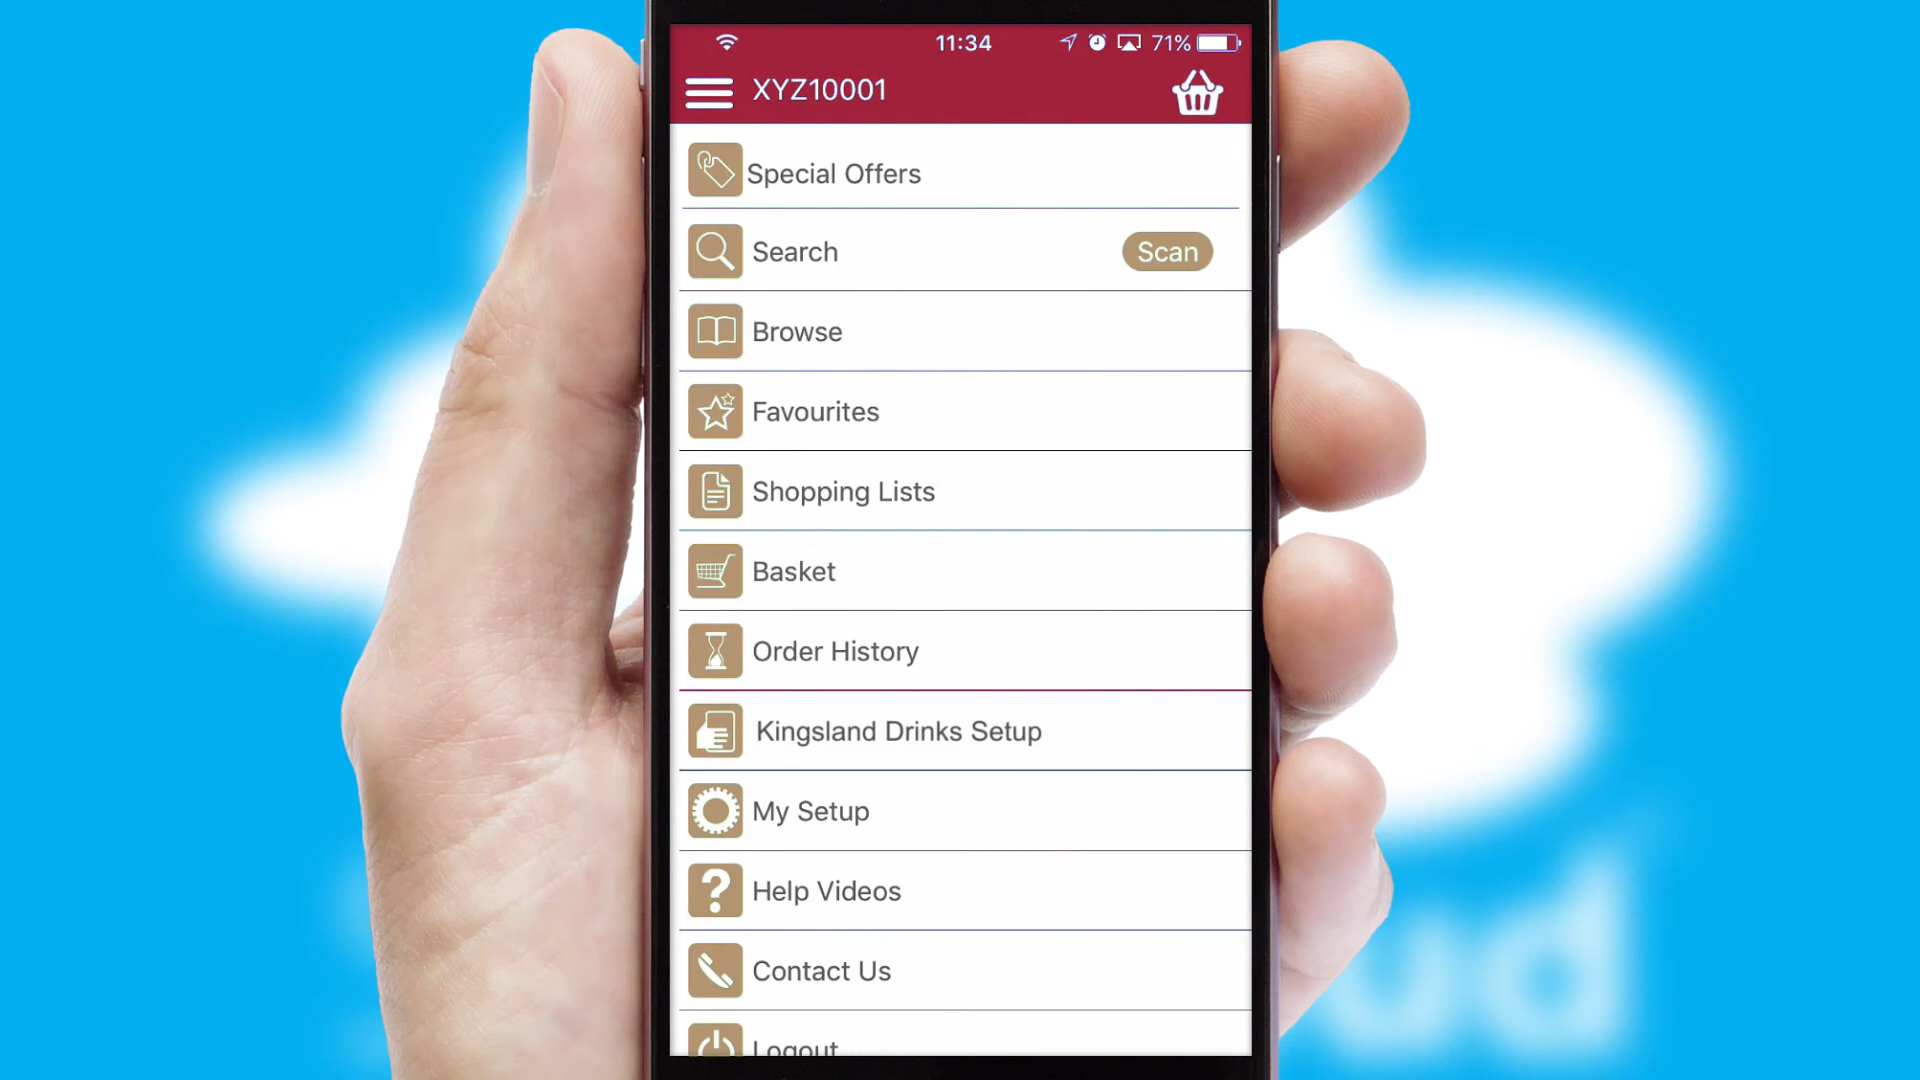 11:34 71%
XYZ10001
Special Offers
Search Scan
Browse
Favourites
Shopping Lists
Basket
Order History
Kingsland Drinks Setup
My Setup
Help Videos
Contact Us
Logout